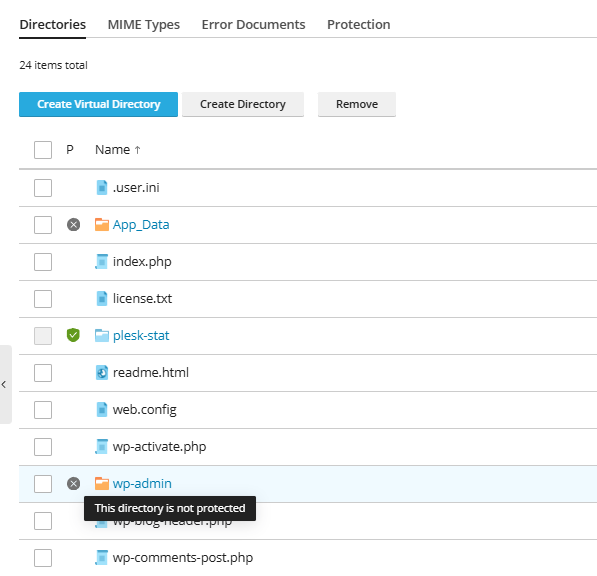 Directories MIME Types Error Documents Protection
24 items total
Create Virtual Directory Create Directory Remove
P Name ↑
.user.ini
App_Data
index.php
license.txt
plesk-stat
readme.html
web.config
wp-activate.php
wp-admin
This directory is not protected
wp-blog-header.php
wp-comments-post.php